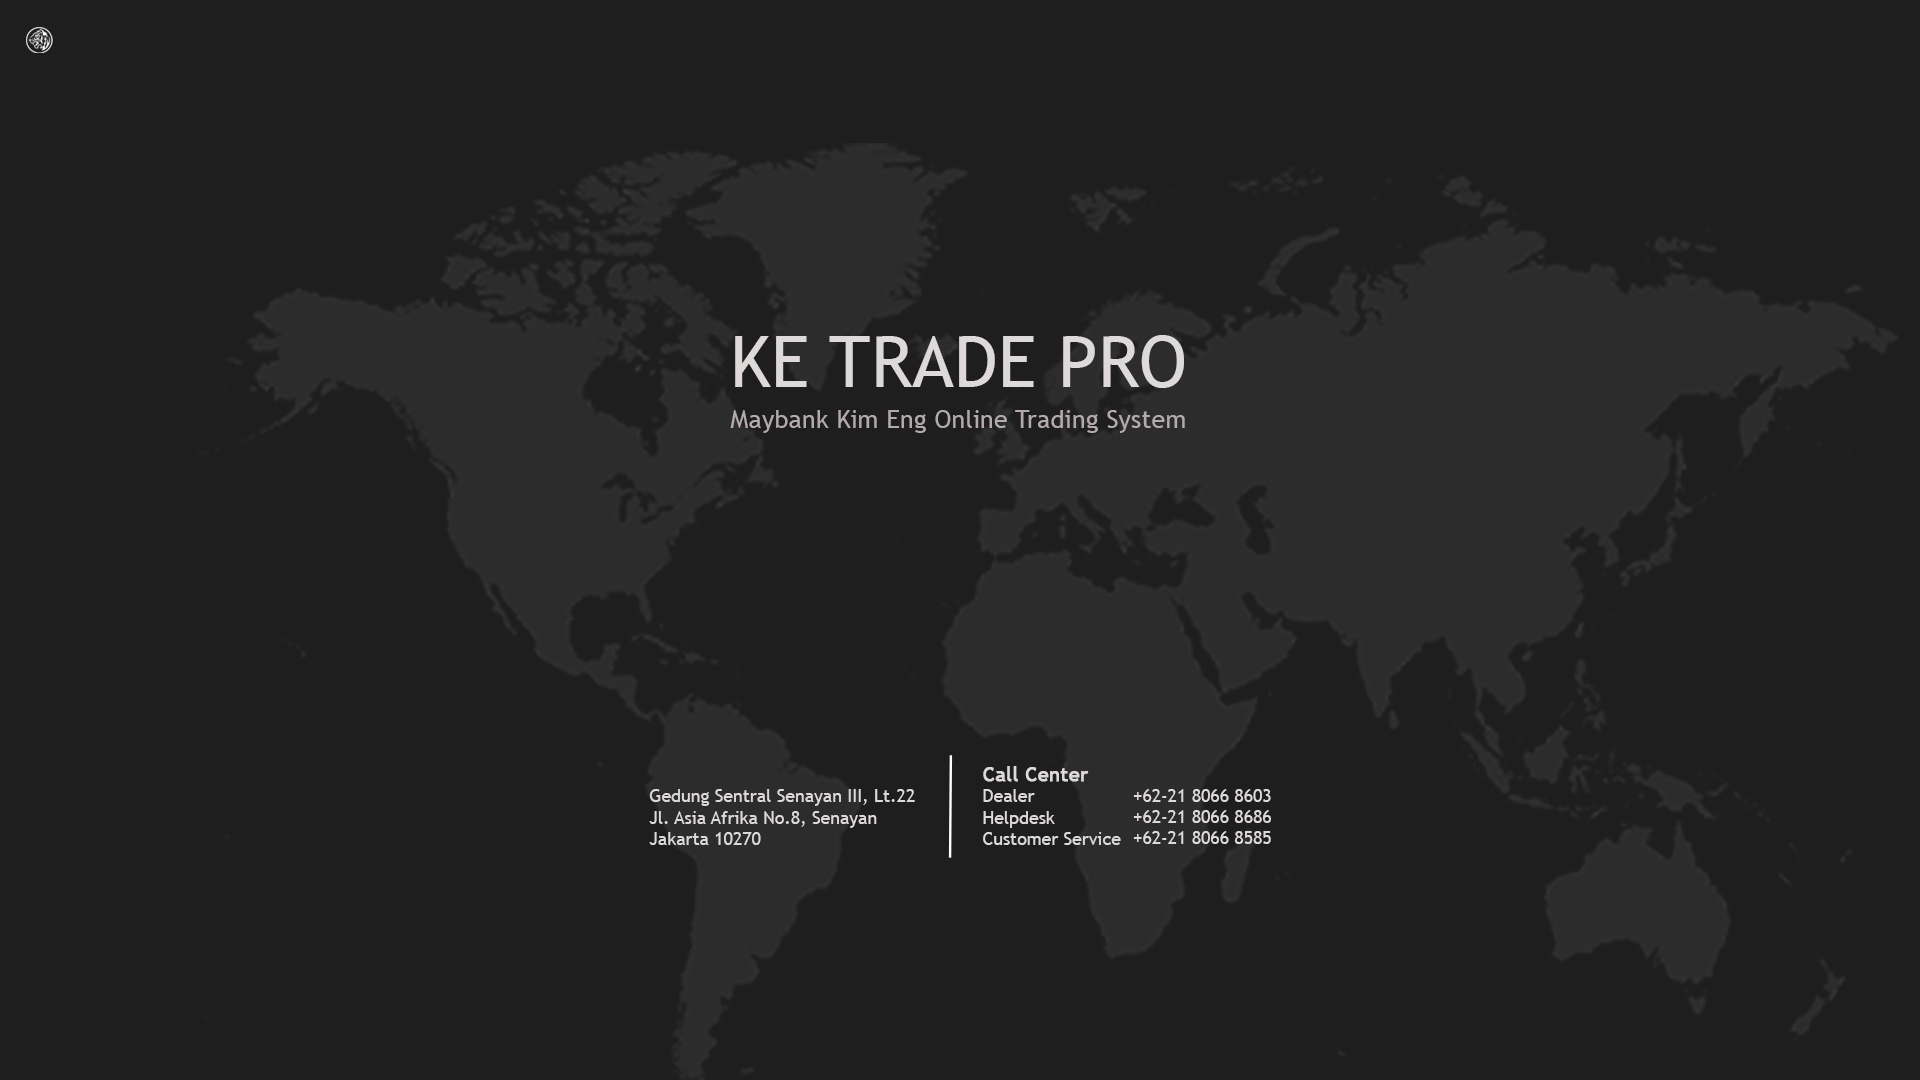 KE TRADE PRO
Maybank Kim Eng Online Trading System
Gedung Sentral Senayan III, Lt.22
Jl. Asia Afrika No.8, Senayan
Jakarta 10270
Call Center
Dealer +62-21 8066 8603
Helpdesk +62-21 8066 8686
Customer Service +62-21 8066 8585